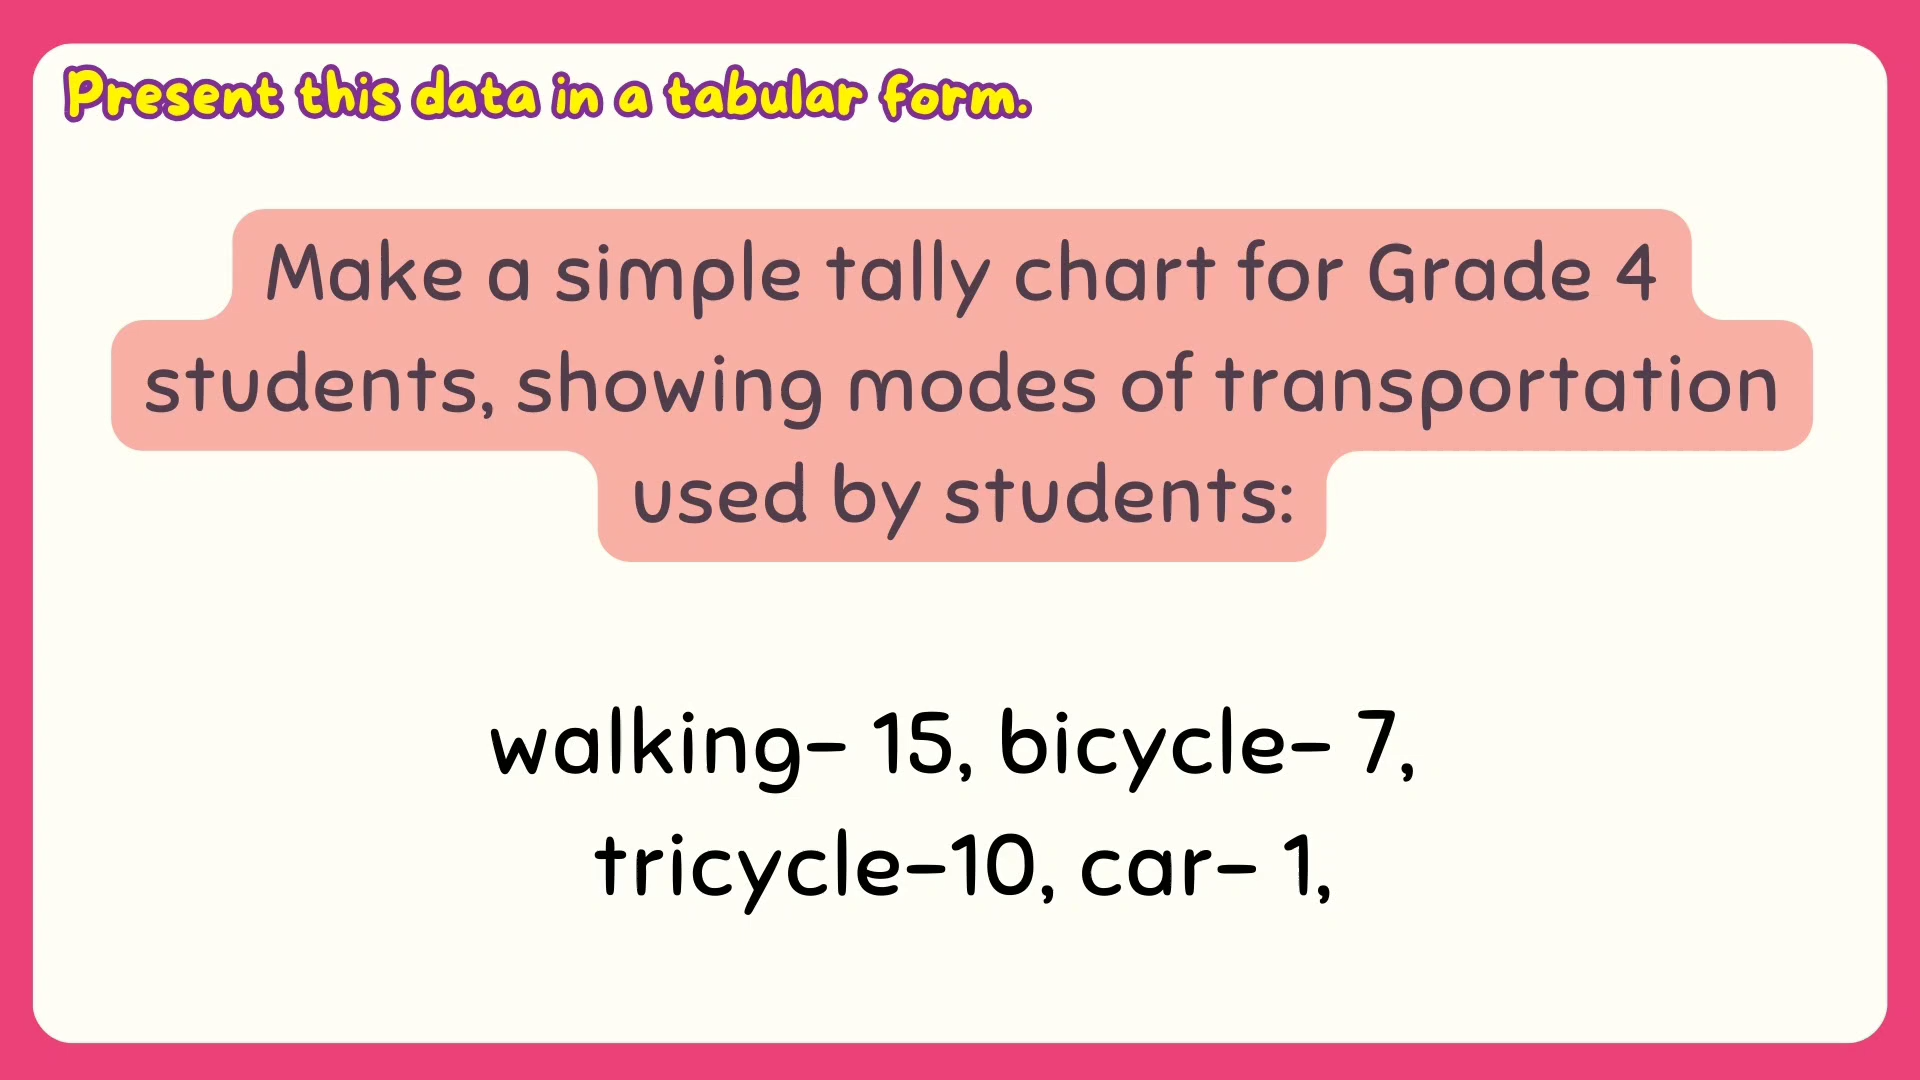 Present this data in a tabular form.
Make a simple tally chart for Grade 4
students, showing modes of transportation
used by students:
walking- 15, bicycle- 7,
tricycle-10, car- 1,